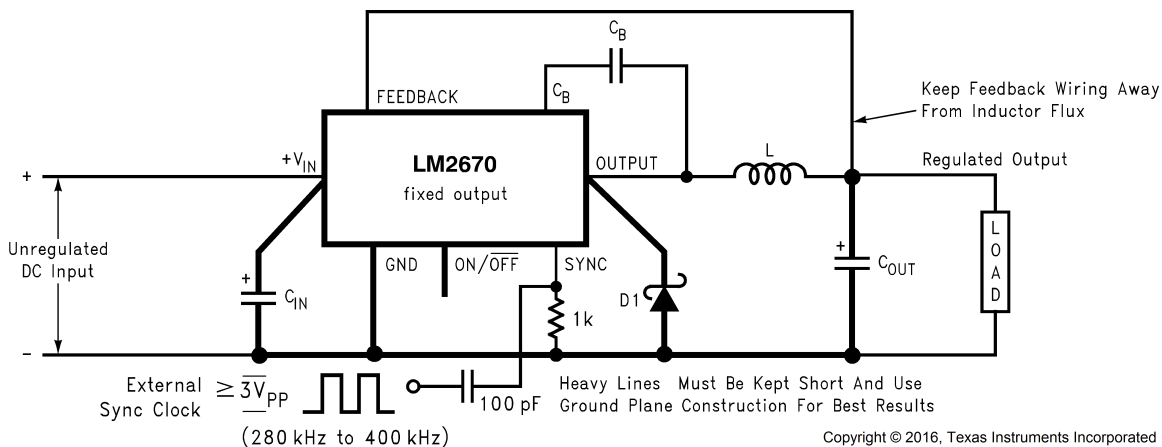 C_B
FEEDBACK
C_B
Keep Feedback Wiring Away
From Inductor Flux
+V_IN
LM2670
fixed output
OUTPUT
L
Regulated Output
+
Unregulated
DC Input
-
+
C_IN
GND
ON/O̅F̅F̅
SYNC
1k
D1
+
C_OUT
LOAD
External
Sync Clock
≥ 3V_PP
(280 kHz to 400 kHz)
100 pF
Heavy Lines Must Be Kept Short And Use
Ground Plane Construction For Best Results
Copyright © 2016, Texas Instruments Incorporated